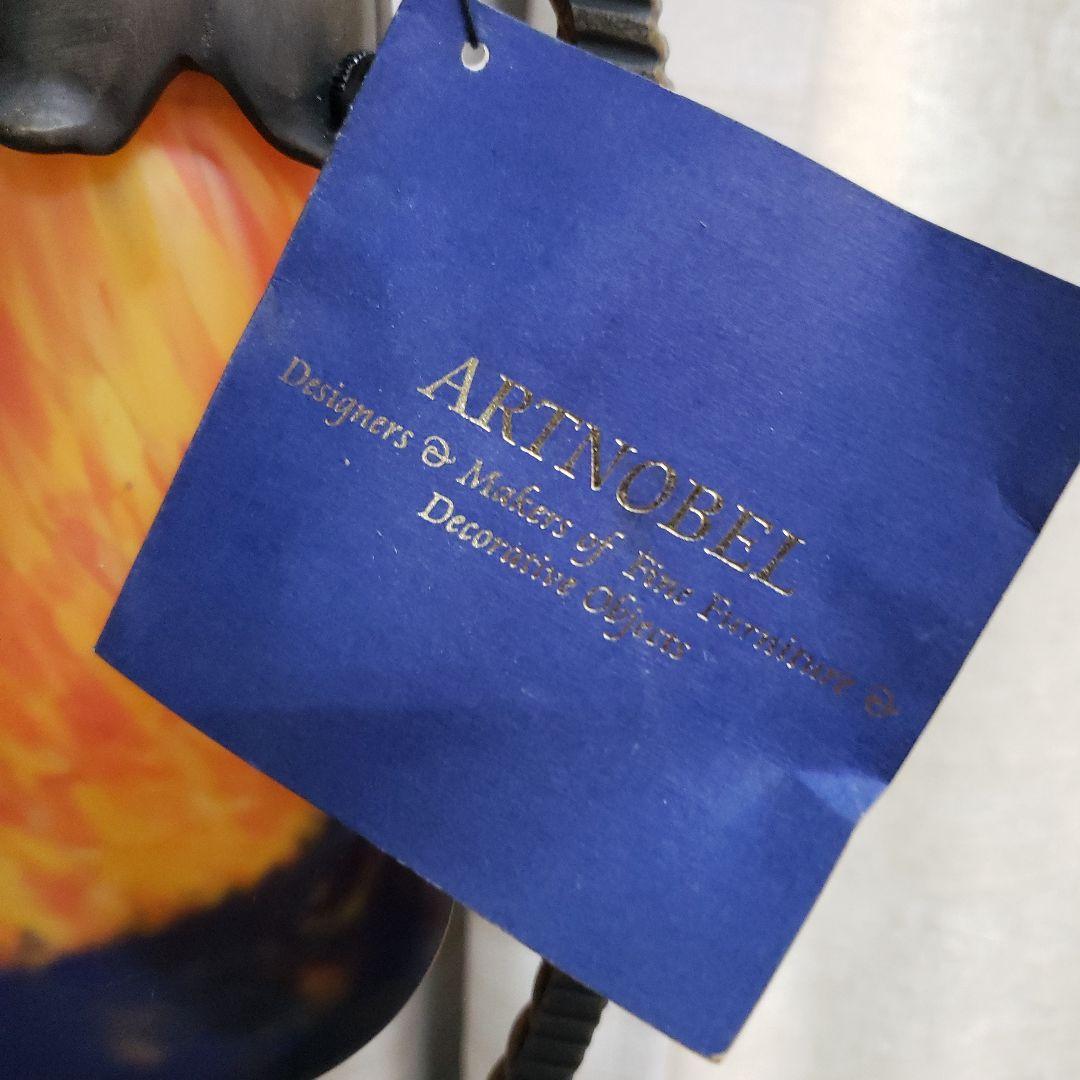 ARTNOBEL
Designers & Makers of Fine Furniture &
Decorative Objects